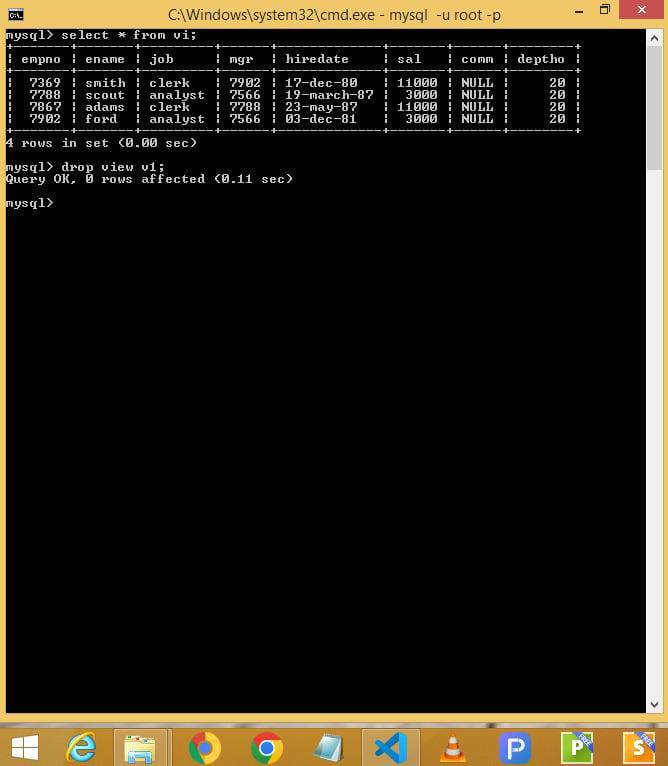 C:\Windows\system32\cmd.exe - mysql -u root -p
mysql> select * from vi;
+-------+-------+---------+------+-------------+-------+------+--------+
| empno | ename | job | mgr | hiredate | sal | comm | deptho |
+-------+-------+---------+------+-------------+-------+------+--------+
| 7369 | smith | clerk | 7902 | 17-dec-80 | 11000 | NULL | 20 |
| 7788 | scout | analyst | 7566 | 19-march-87 | 3000 | NULL | 20 |
| 7867 | adams | clerk | 7788 | 23-may-87 | 11000 | NULL | 20 |
| 7902 | ford | analyst | 7566 | 03-dec-81 | 3000 | NULL | 20 |
+-------+-------+---------+------+-------------+-------+------+--------+
4 rows in set (0.00 sec)
mysql> drop view v1;
Query OK, 0 rows affected (0.11 sec)
mysql>
P
P FREE
S FREE